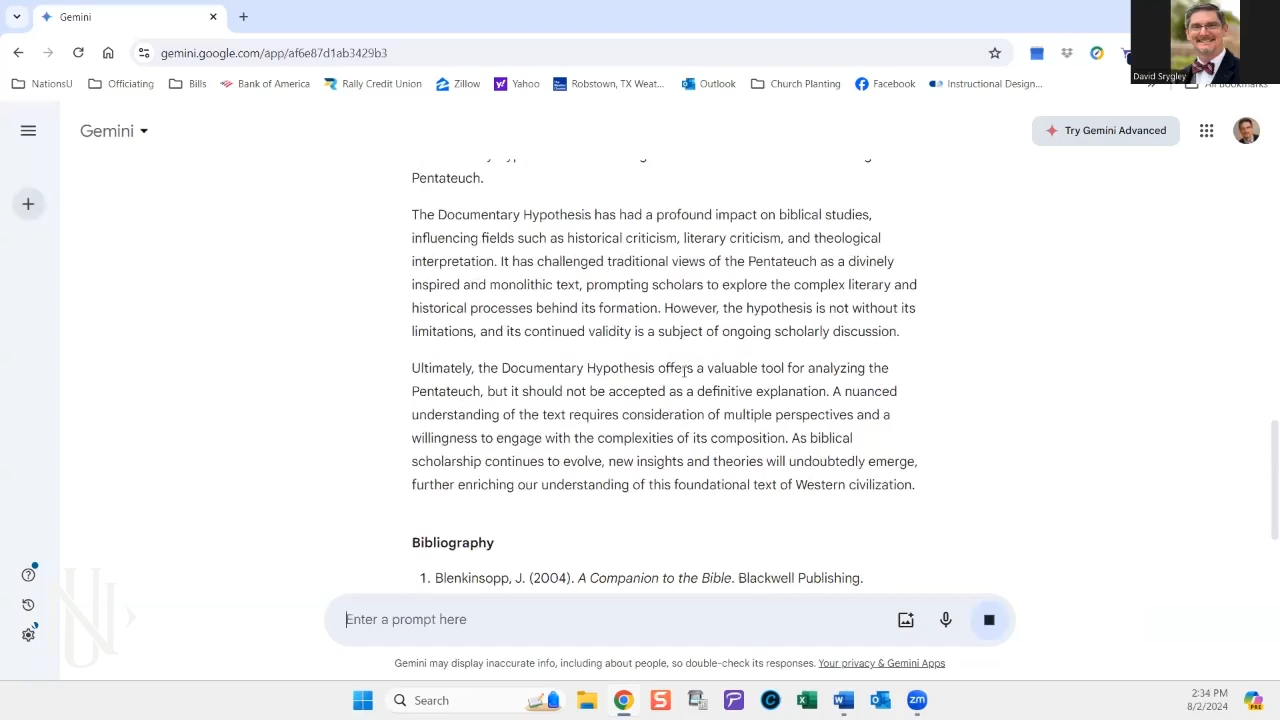 Gemini
gemini.google.com/app/af6e87d1ab3429b3
David Srygley
NationsU
Officiating
Bills
Bank of America
Rally Credit Union
Zillow
Yahoo
Robstown, TX Weat...
Outlook
Church Planting
Facebook
Instructional Design...
All Bookmarks
Gemini
Try Gemini Advanced
Pentateuch.
The Documentary Hypothesis has had a profound impact on biblical studies,
influencing fields such as historical criticism, literary criticism, and theological
interpretation. It has challenged traditional views of the Pentateuch as a divinely
inspired and monolithic text, prompting scholars to explore the complex literary and
historical processes behind its formation. However, the hypothesis is not without its
limitations, and its continued validity is a subject of ongoing scholarly discussion.
Ultimately, the Documentary Hypothesis offers a valuable tool for analyzing the
Pentateuch, but it should not be accepted as a definitive explanation. A nuanced
understanding of the text requires consideration of multiple perspectives and a
willingness to engage with the complexities of its composition. As biblical
scholarship continues to evolve, new insights and theories will undoubtedly emerge,
further enriching our understanding of this foundational text of Western civilization.
Bibliography
1. Blenkinsopp, J. (2004). A Companion to the Bible. Blackwell Publishing.
Enter a prompt here
Gemini may display inaccurate info, including about people, so double-check its responses. Your privacy & Gemini Apps
Search
zm
2:34 PM
8/2/2024